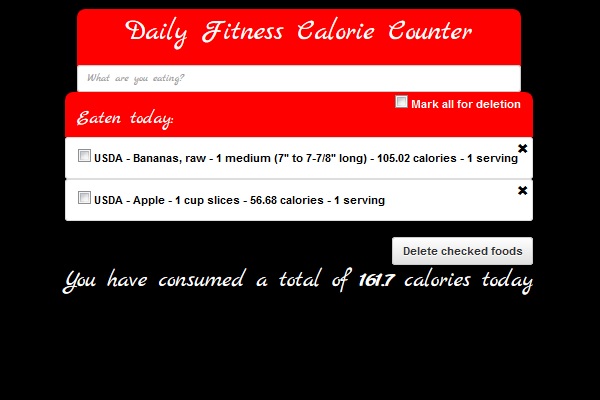 Daily Fitness Calorie Counter
What are you eating?
Mark all for deletion
Eaten today:
USDA - Bananas, raw - 1 medium (7" to 7-7/8" long) - 105.02 calories - 1 serving
USDA - Apple - 1 cup slices - 56.68 calories - 1 serving
Delete checked foods
You have consumed a total of 161.7 calories today